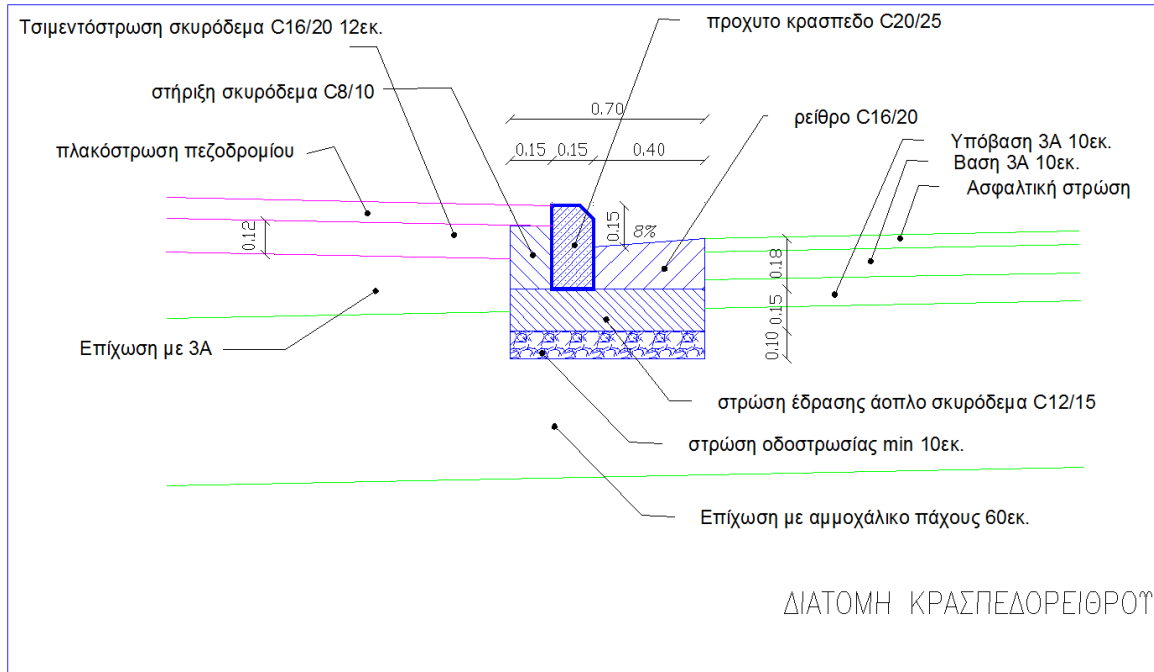 Τσιμεντόστρωση σκυρόδεμα C16/20 12εκ.
προχυτο κρασπεδο C20/25
στήριξη σκυρόδεμα C8/10
0.70
ρείθρο C16/20
πλακόστρωση πεζοδρομίου
0.15 0.15 0.40
Υπόβαση 3Α 10εκ.
Βαση 3Α 10εκ.
Ασφαλτική στρώση
0.12
0.15
8%
0.18
0.15
0.10
Επίχωση με 3Α
στρώση έδρασης άοπλο σκυρόδεμα C12/15
στρώση οδοστρωσίας min 10εκ.
Επίχωση με αμμοχάλικο πάχους 60εκ.
ΔΙΑΤΟΜΗ ΚΡΑΣΠΕΔΟΡΕΙΘΡΟΥ